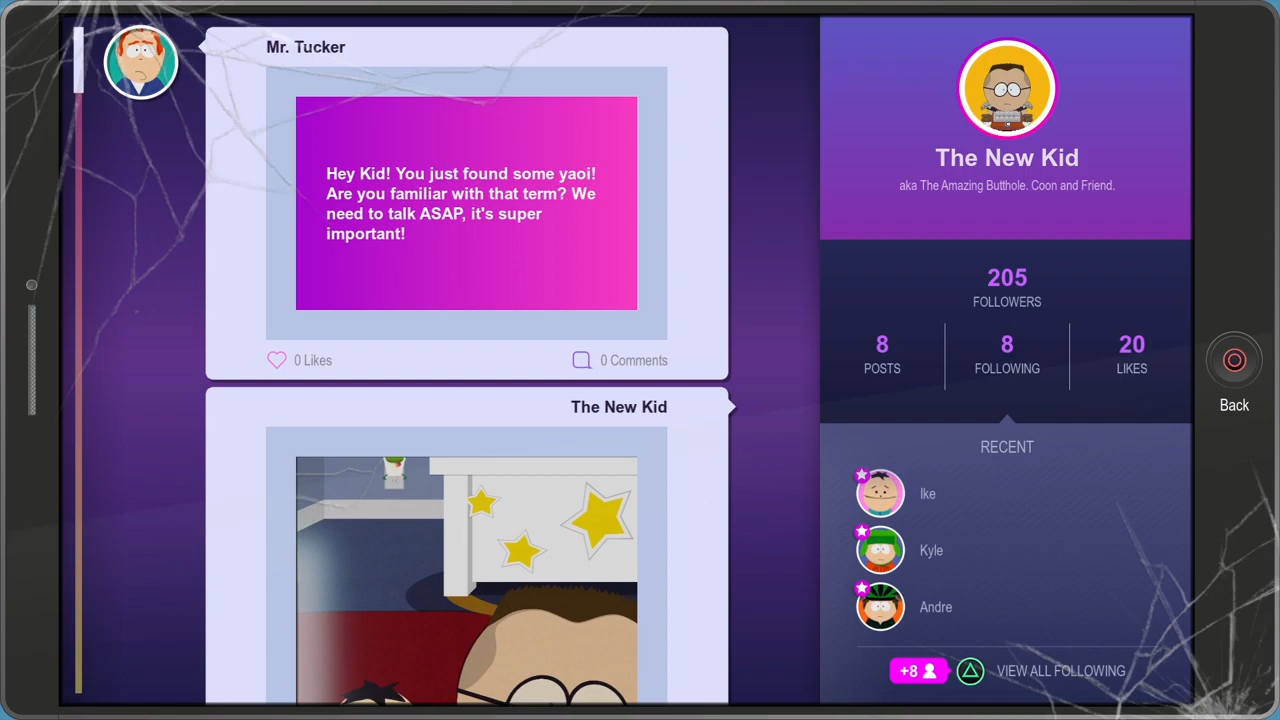 Mr. Tucker
Hey Kid! You just found some yaoi!
Are you familiar with that term? We
need to talk ASAP, it's super
important!
0 Likes
0 Comments
The New Kid
The New Kid
aka The Amazing Butthole. Coon and Friend.
205
FOLLOWERS
8
POSTS
8
FOLLOWING
20
LIKES
RECENT
Ike
Kyle
Andre
+8
VIEW ALL FOLLOWING
Back